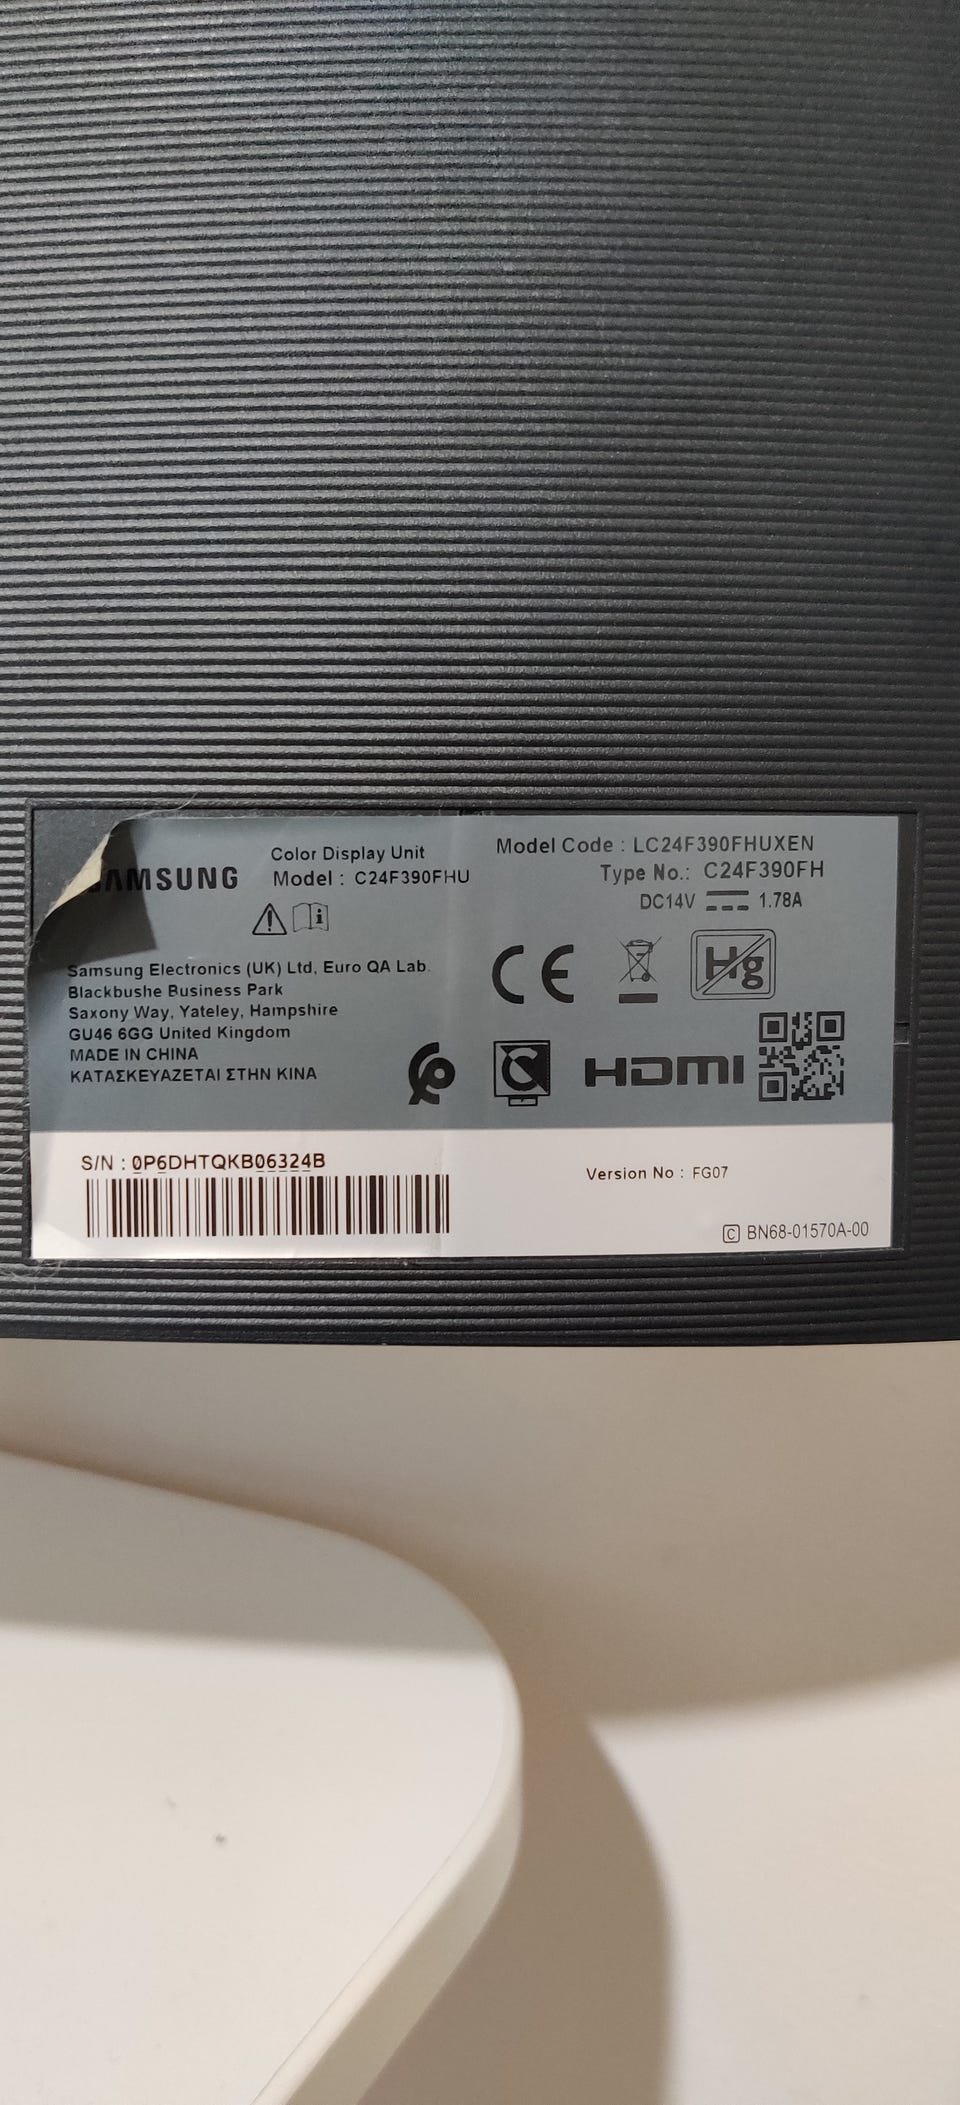 SAMSUNG
Color Display Unit
Model : C24F390FHU
Model Code : LC24F390FHUXEN
Type No.: C24F390FH
DC14V 1.78A
Samsung Electronics (UK) Ltd, Euro QA Lab.
Blackbushe Business Park
Saxony Way, Yateley, Hampshire
GU46 6GG United Kingdom
MADE IN CHINA
ΚΑΤΑΣΚΕΥΑΖΕΤΑΙ ΣΤΗΝ ΚΙΝΑ
CE
Hg
HDMI
S/N : 0P6DHTQKB06324B
Version No : FG07
C BN68-01570A-00